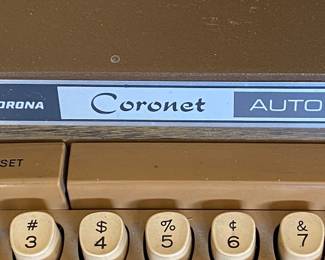 ORONA Coronet AUTO
SET
# $ % ¢ &
3 4 5 6 7